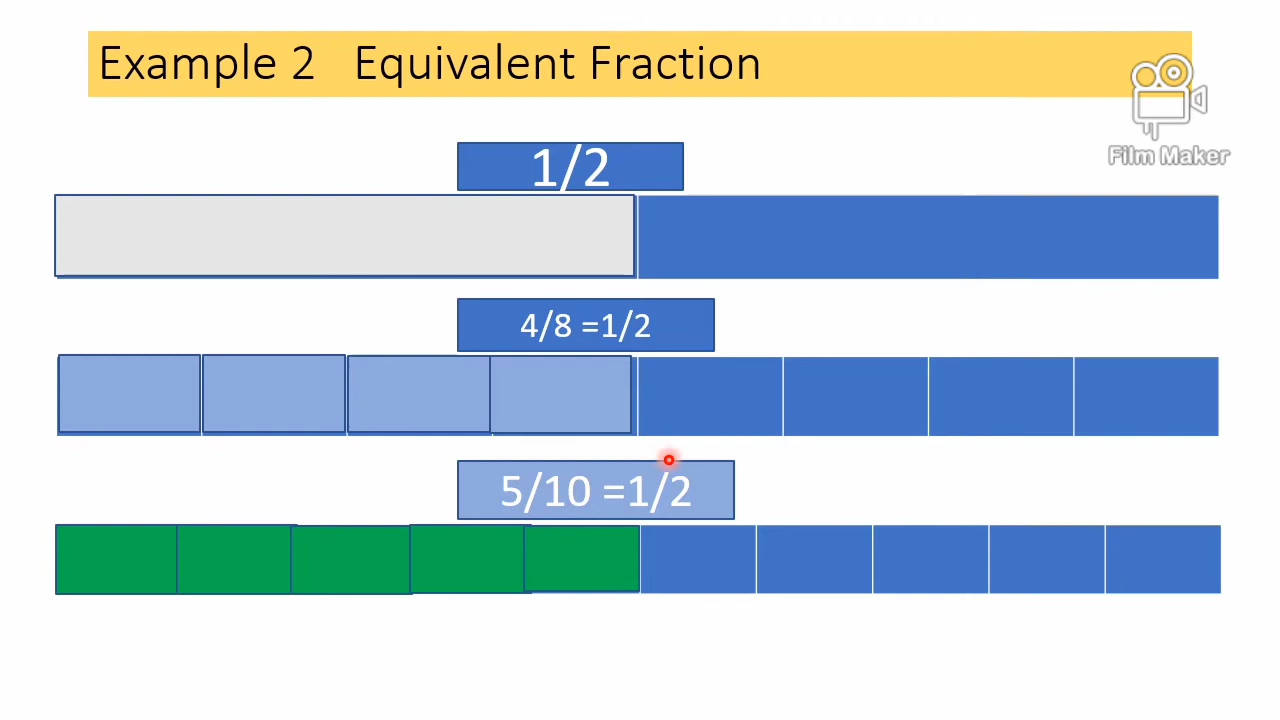 Example 2 Equivalent Fraction
Film Maker
1/2
4/8 =1/2
5/10 =1/2